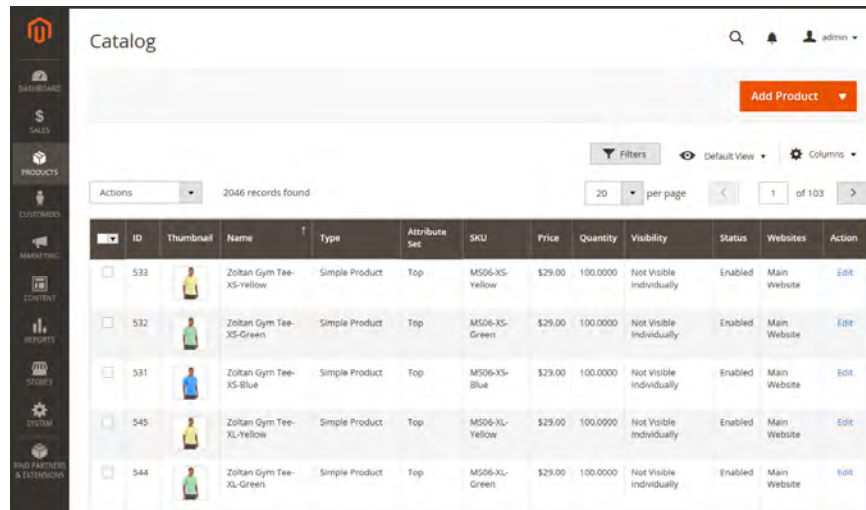 Catalog
admin
DASHBOARD
$
SALES
PRODUCTS
CUSTOMERS
MARKETING
CONTENT
REPORTS
STORES
SYSTEM
FIND PARTNERS
& EXTENSIONS
Add Product
Filters
Default View
Columns
Actions
2046 records found
20
per page
<
1
of 103
>
ID Thumbnail Name ↑ Type Attribute Set SKU Price Quantity Visibility Status Websites Action
533 Zoltan Gym Tee- Simple Product Top MS06-XS- $29.00 100.0000 Not Visible Enabled Main Edit
XS-Yellow Yellow Individually Website
532 Zoltan Gym Tee- Simple Product Top MS06-XS- $29.00 100.0000 Not Visible Enabled Main Edit
XS-Green Green Individually Website
531 Zoltan Gym Tee- Simple Product Top MS06-XS- $29.00 100.0000 Not Visible Enabled Main Edit
XS-Blue Blue Individually Website
545 Zoltan Gym Tee- Simple Product Top MS06-XL- $29.00 100.0000 Not Visible Enabled Main Edit
XL-Yellow Yellow Individually Website
544 Zoltan Gym Tee- Simple Product Top MS06-XL- $29.00 100.0000 Not Visible Enabled Main Edit
XL-Green Green Individually Website